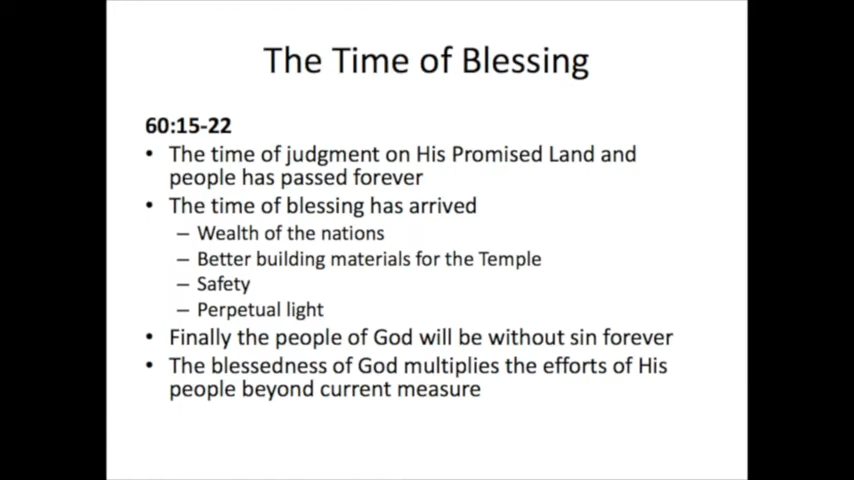 The Time of Blessing
60:15-22
• The time of judgment on His Promised Land and
people has passed forever
• The time of blessing has arrived
– Wealth of the nations
– Better building materials for the Temple
– Safety
– Perpetual light
• Finally the people of God will be without sin forever
• The blessedness of God multiplies the efforts of His
people beyond current measure